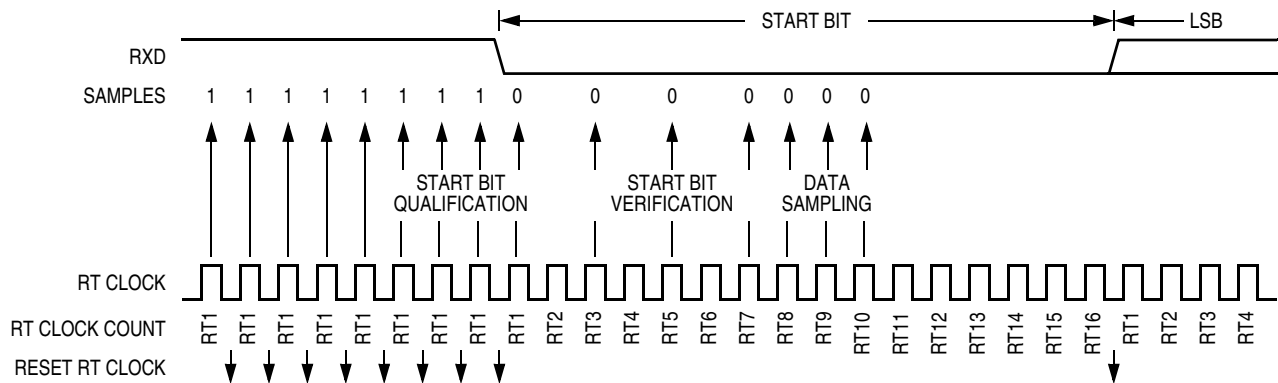 START BIT LSB
RXD
SAMPLES 1 1 1 1 1 1 1 1 0 0 0 0 0 0 0
START BIT QUALIFICATION
START BIT VERIFICATION
DATA SAMPLING
RT CLOCK
RT CLOCK COUNT RT1 RT1 RT1 RT1 RT1 RT1 RT1 RT1 RT1 RT2 RT3 RT4 RT5 RT6 RT7 RT8 RT9 RT10 RT11 RT12 RT13 RT14 RT15 RT16 RT1 RT2 RT3 RT4
RESET RT CLOCK